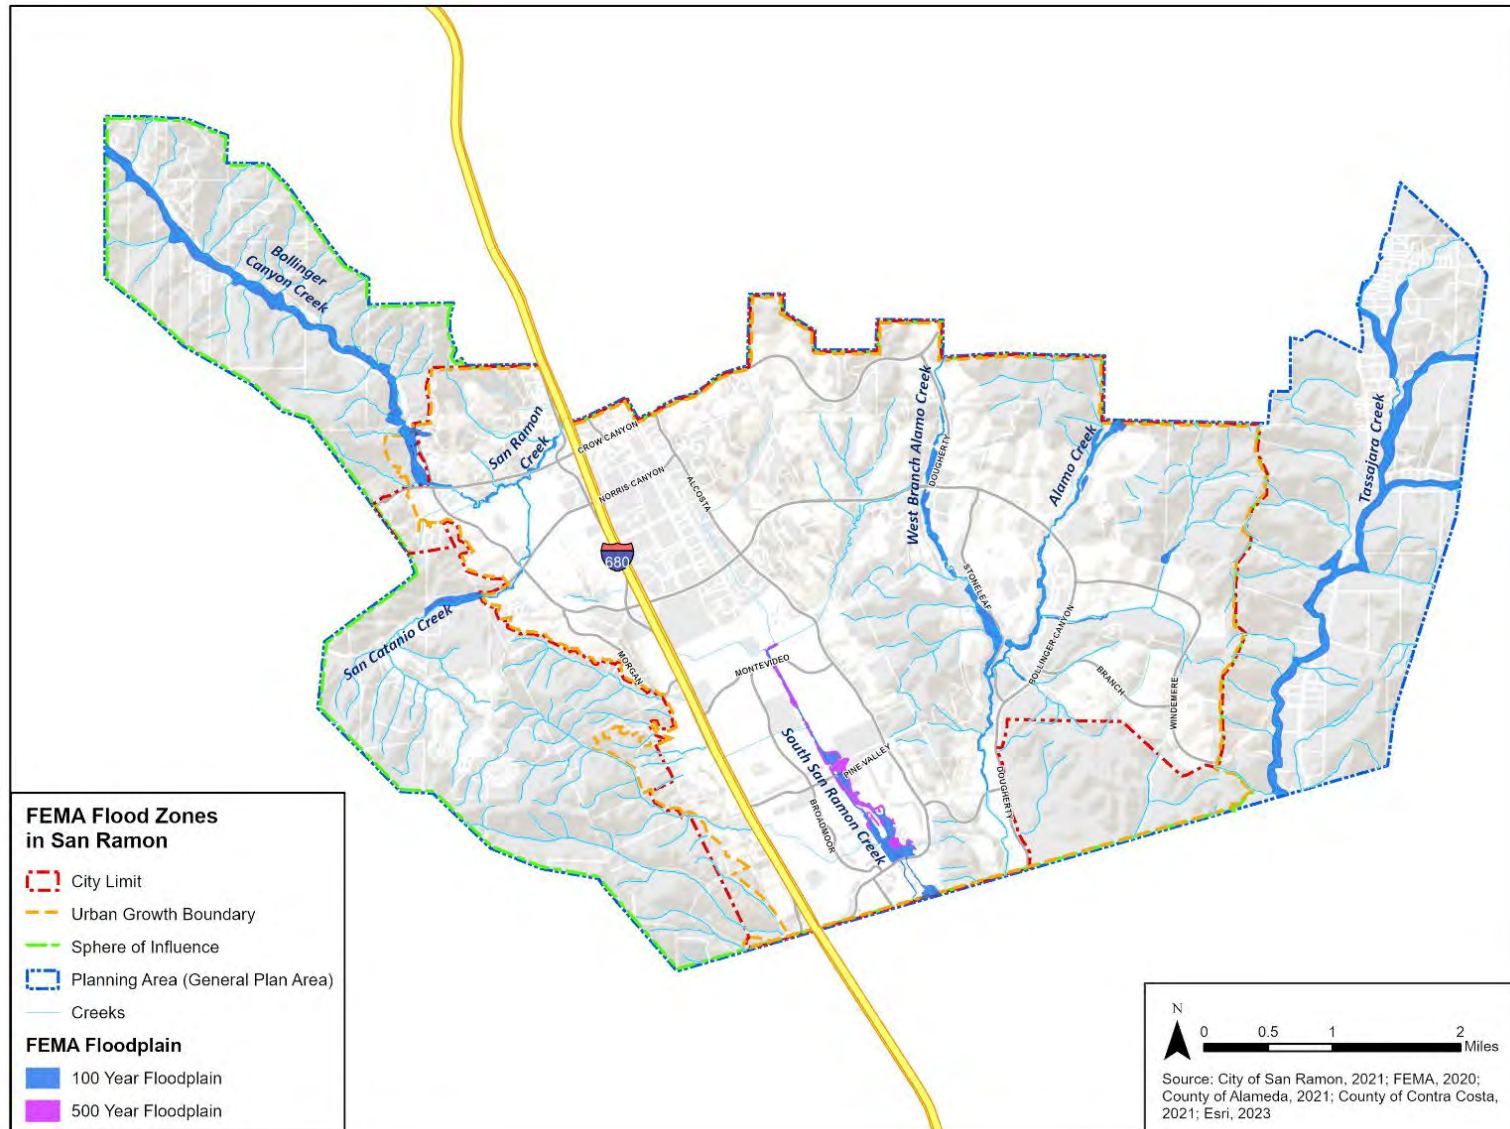 Bollinger
Canyon Creek
San Ramon
Creek
CROW CANYON
NORRIS CANYON
ALCOSTA
680
West Branch Alamo Creek
DOUGHERTY
Alamo Creek
Tassajara Creek
STONELEAF
BOLLINGER CANYON
BRANCH
WINDEMERE
San Catanio Creek
MORGAN
MONTEVIDEO
South San Ramon Creek
PINE VALLEY
BROADMOOR
DOUGHERTY
FEMA Flood Zones
in San Ramon
City Limit
Urban Growth Boundary
Sphere of Influence
Planning Area (General Plan Area)
Creeks
FEMA Floodplain
100 Year Floodplain
500 Year Floodplain
N
0 0.5 1 2
Miles
Source: City of San Ramon, 2021; FEMA, 2020;
County of Alameda, 2021; County of Contra Costa,
2021; Esri, 2023